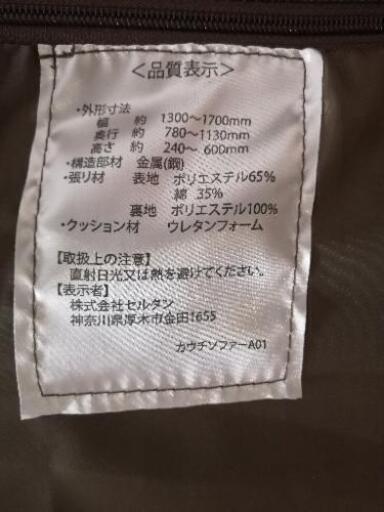 ＜品質表示＞
・外形寸法
幅 約 1300～1700mm
奥行 約 780～1130mm
高さ 約 240～ 600mm
・構造部材 金属(鋼)
・張り材 表地 ポリエステル65%
綿 35%
裏地 ポリエステル100%
・クッション材 ウレタンフォーム
【取扱上の注意】
直射日光又は熱を避けてください。
【表示者】
株式会社セルタン
神奈川県厚木市金田1655
カウチソファーA01